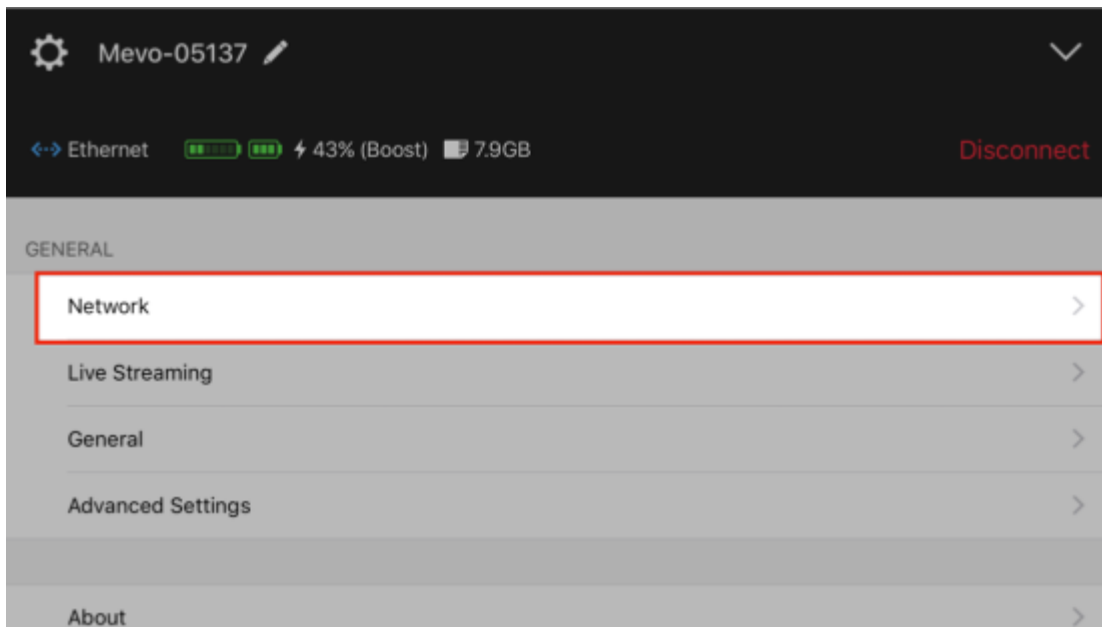 Mevo-05137
Ethernet 43% (Boost) 7.9GB Disconnect
GENERAL
Network
Live Streaming
General
Advanced Settings
About